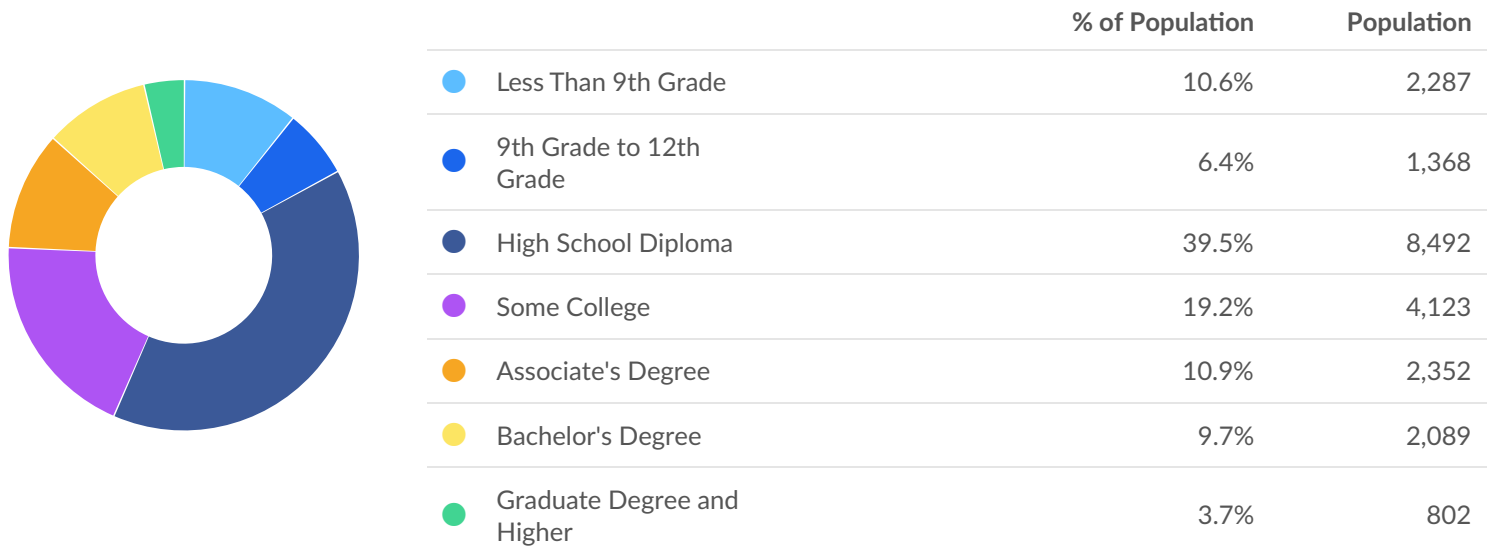 % of Population Population
Less Than 9th Grade 10.6% 2,287
9th Grade to 12th
Grade 6.4% 1,368
High School Diploma 39.5% 8,492
Some College 19.2% 4,123
Associate's Degree 10.9% 2,352
Bachelor's Degree 9.7% 2,089
Graduate Degree and
Higher 3.7% 802